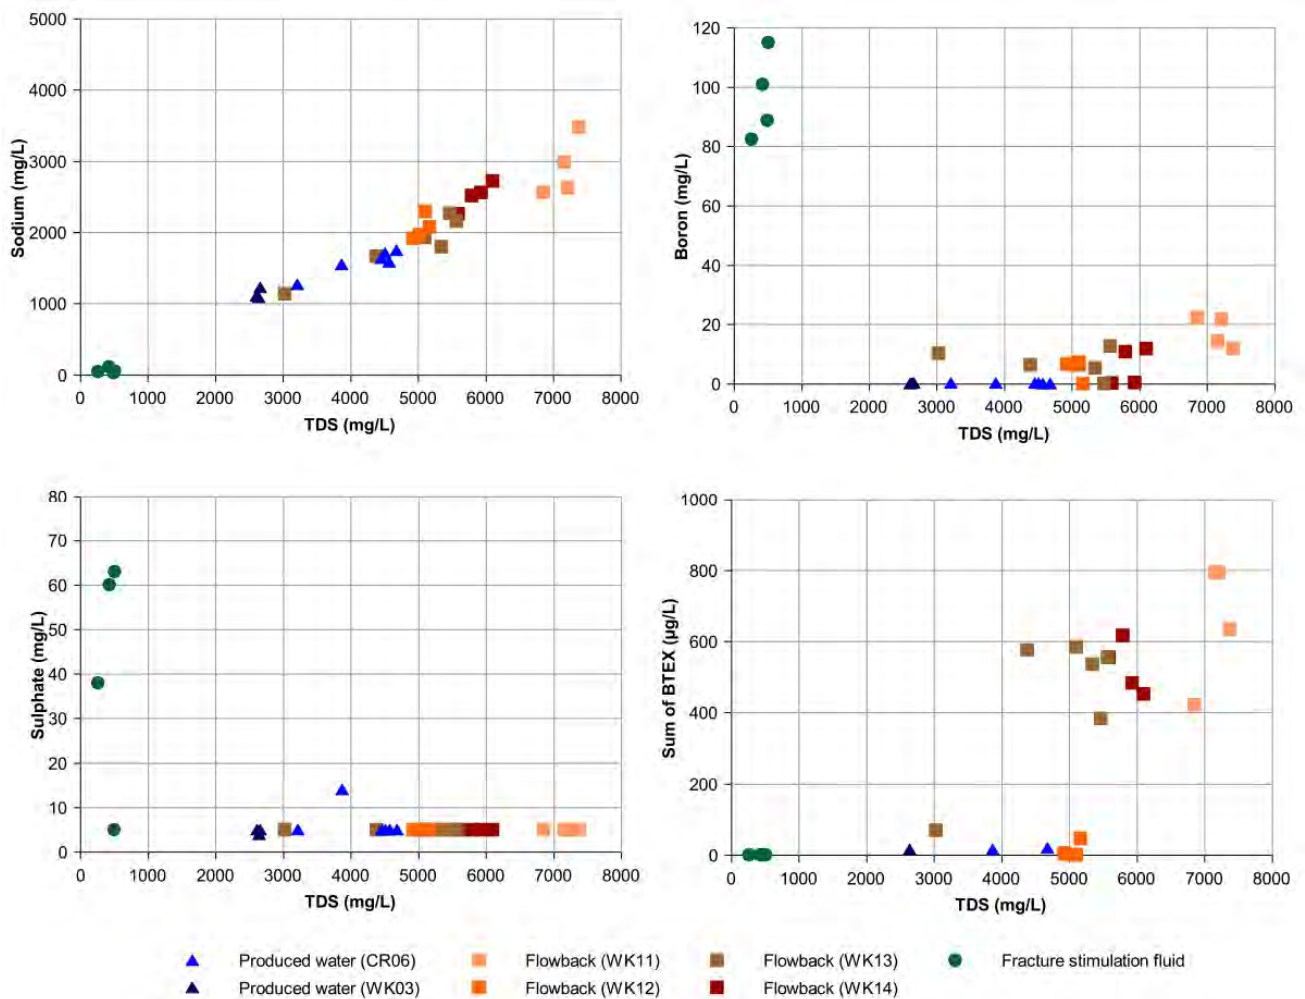 5000
4000
3000
2000
1000
0
Sodium (mg/L)
0 1000 2000 3000 4000 5000 6000 7000 8000
TDS (mg/L)
120
100
80
60
40
20
0
Boron (mg/L)
0 1000 2000 3000 4000 5000 6000 7000 8000
TDS (mg/L)
80
70
60
50
40
30
20
10
0
Sulphate (mg/L)
0 1000 2000 3000 4000 5000 6000 7000 8000
TDS (mg/L)
1000
800
600
400
200
0
Sum of BTEX (µg/L)
0 1000 2000 3000 4000 5000 6000 7000 8000
TDS (mg/L)
Produced water (CR06) Flowback (WK11) Flowback (WK13) Fracture stimulation fluid
Produced water (WK03) Flowback (WK12) Flowback (WK14)